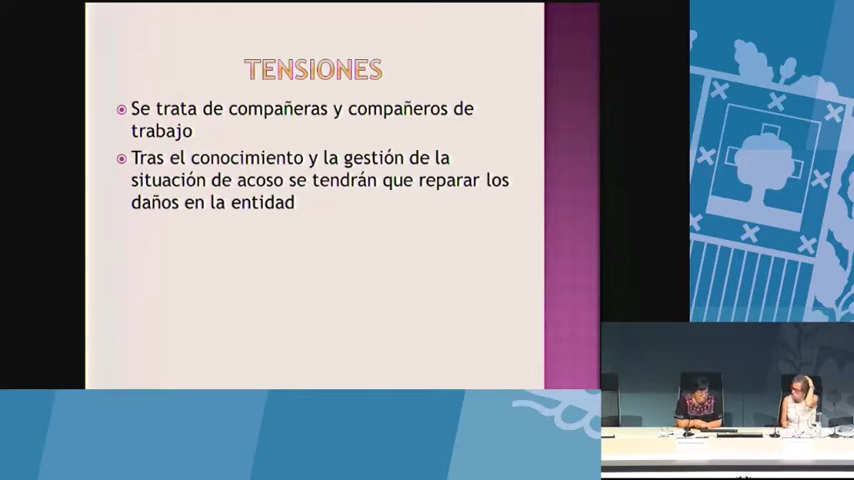 TENSIONES
Se trata de compañeras y compañeros de
trabajo
Tras el conocimiento y la gestión de la
situación de acoso se tendrán que reparar los
daños en la entidad